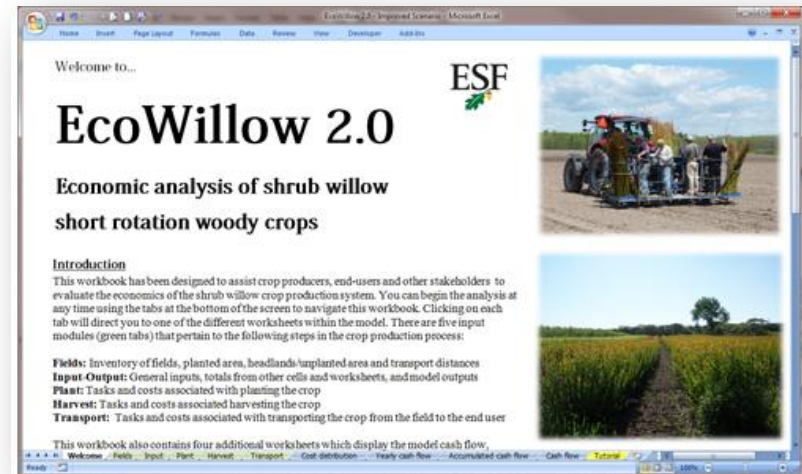 EcoWillow 2.0 - Improved Scenario - Microsoft Excel
Home Insert Page Layout Formulas Data Review View Developer Add-Ins
Welcome to...
ESF
EcoWillow 2.0
Economic analysis of shrub willow
short rotation woody crops
Introduction
This workbook has been designed to assist crop producers, end-users and other stakeholders to
evaluate the economics of the shrub willow crop production system. You can begin the analysis at
any time using the tabs at the bottom of the screen to navigate this workbook. Clicking on each
tab will direct you to one of the different worksheets within the model. There are five input
modules (green tabs) that pertain to the following steps in the crop production process:
Fields: Inventory of fields, planted area, headlands/unplanted area and transport distances
Input-Output: General inputs, totals from other cells and worksheets, and model outputs
Plant: Tasks and costs associated with planting the crop
Harvest: Tasks and costs associated harvesting the crop
Transport: Tasks and costs associated with transporting the crop from the field to the end user
This workbook also contains four additional worksheets which display the model cash flow,
Welcome Fields Input Plant Harvest Transport Cost distribution Yearly cash flow Accumulated cash flow Cash flow Tutorial
Ready 100%